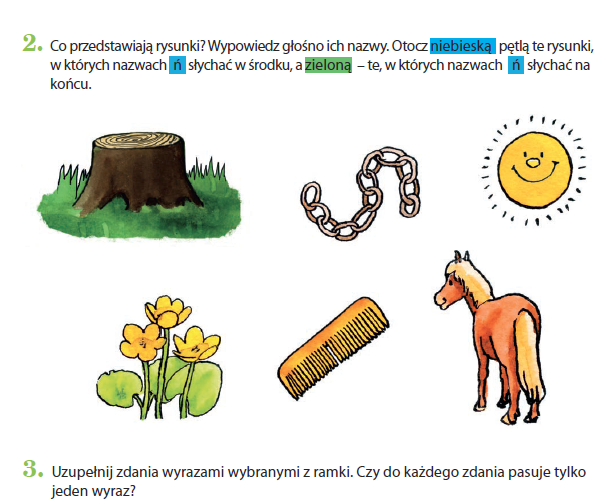 2. Co przedstawiają rysunki? Wypowiedz głośno ich nazwy. Otocz niebieską pętlą te rysunki,
w których nazwach ń słychać w środku, a zieloną – te, w których nazwach ń słychać na
końcu.
3. Uzupełnij zdania wyrazami wybranymi z ramki. Czy do każdego zdania pasuje tylko
jeden wyraz?